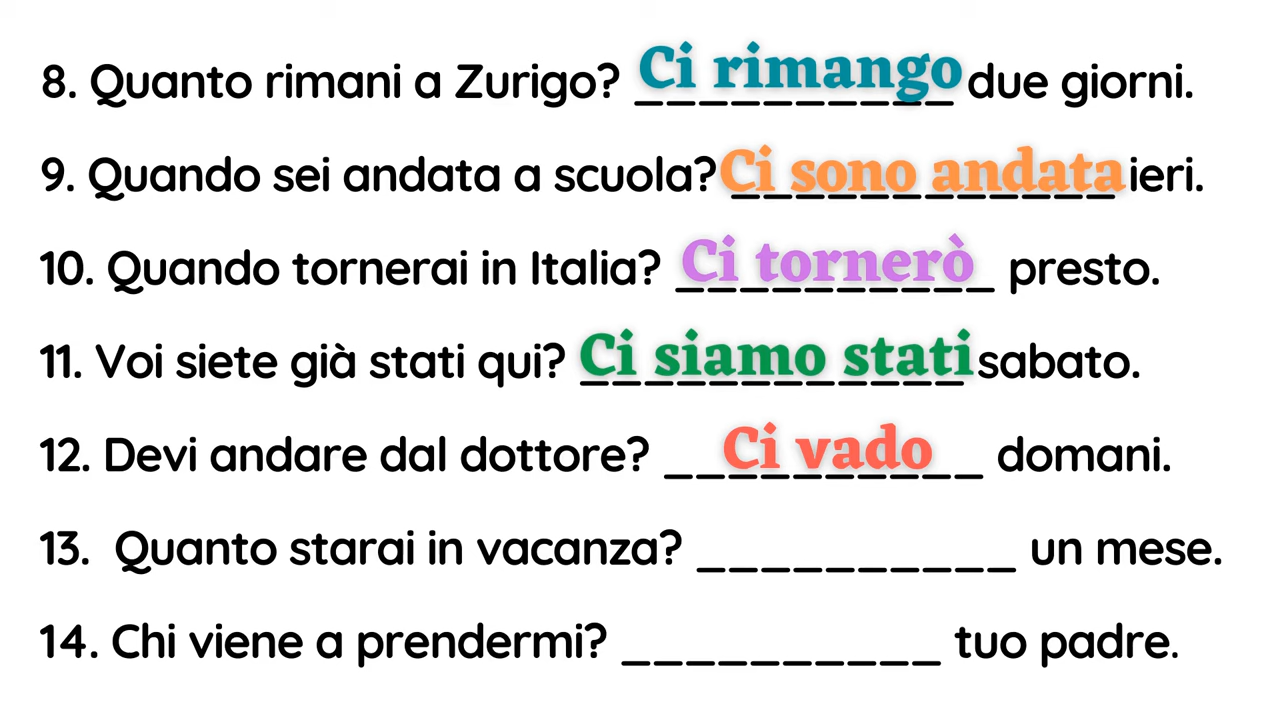 8. Quanto rimani a Zurigo? Ci rimango due giorni.
9. Quando sei andata a scuola? Ci sono andata ieri.
10. Quando tornerai in Italia? Ci tornerò presto.
11. Voi siete già stati qui? Ci siamo stati sabato.
12. Devi andare dal dottore? Ci vado domani.
13. Quanto starai in vacanza? __________ un mese.
14. Chi viene a prendermi? __________ tuo padre.